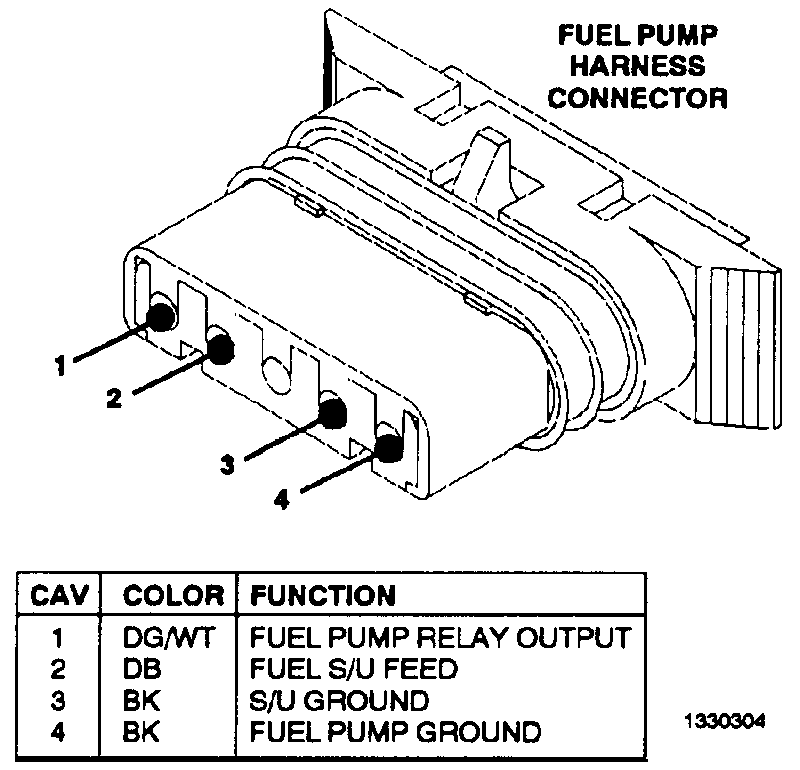 FUEL PUMP
HARNESS
CONNECTOR
1
2
3
4
CAV COLOR FUNCTION
1 DG/WT FUEL PUMP RELAY OUTPUT
2 DB FUEL S/U FEED
3 BK S/U GROUND
4 BK FUEL PUMP GROUND
1330304